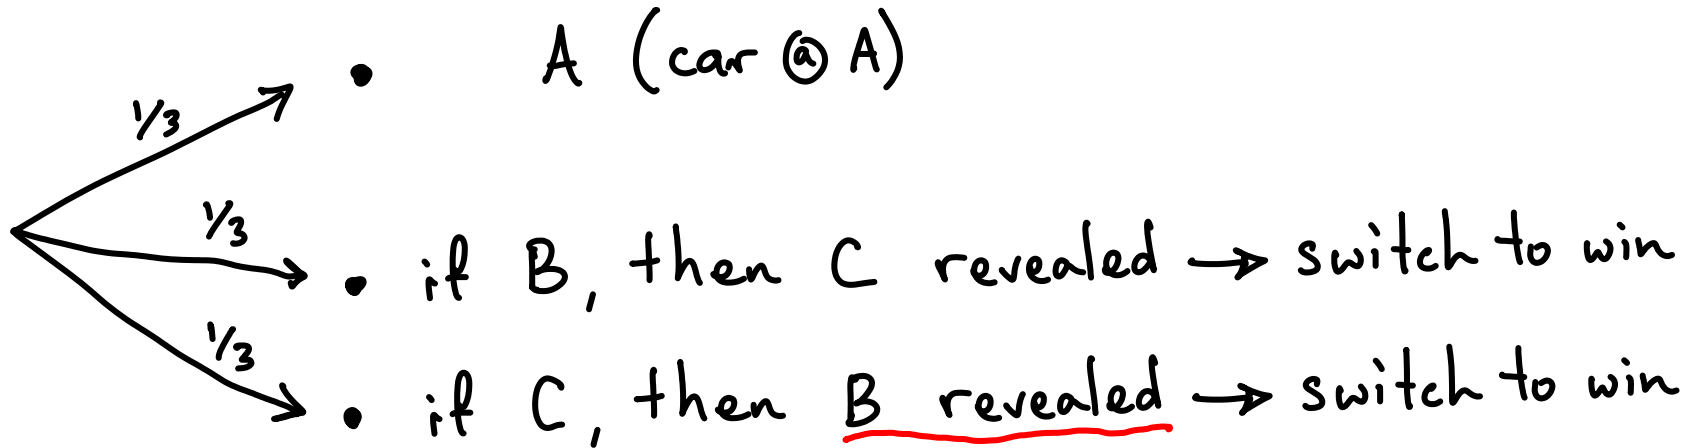 1/3 A (car @ A)
1/3 • if B, then C revealed → switch to win
1/3 • if C, then B revealed → switch to win